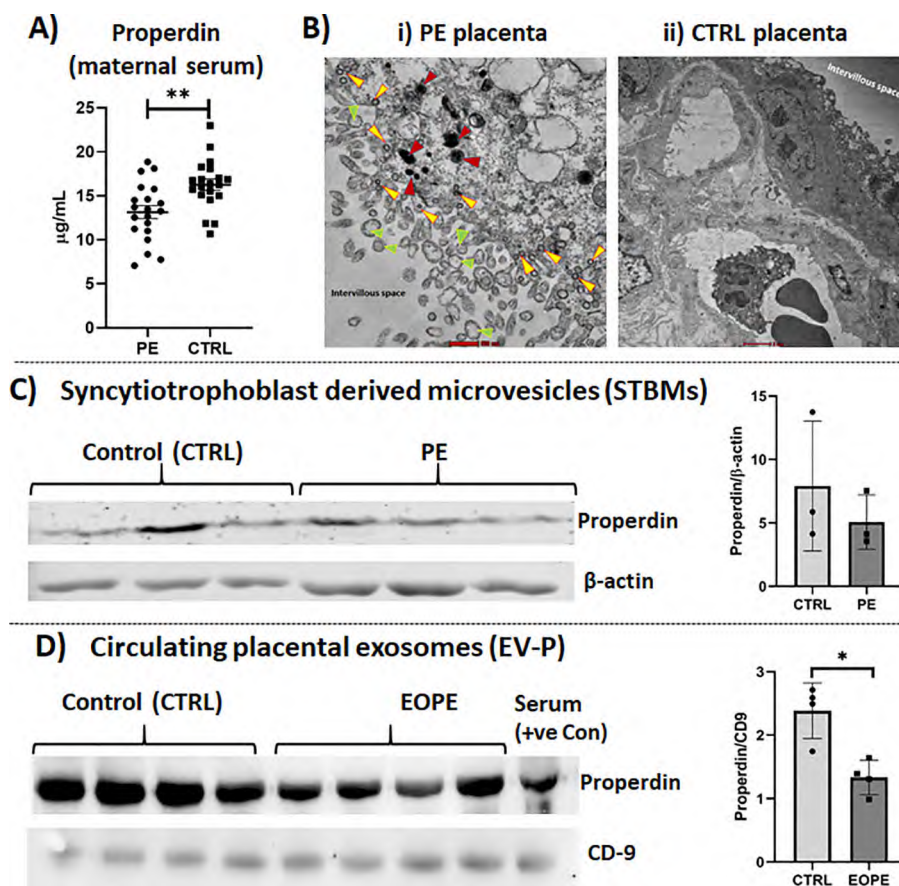 A) Properdin
(maternal serum)
**
µg/mL
25
20
15
10
5
0
PE CTRL
B) i) PE placenta ii) CTRL placenta
Intervillous space
Intervillous space
C) Syncytiotrophoblast derived microvesicles (STBMs)
Control (CTRL) PE
Properdin
β-actin
Properdin/β-actin
15
10
5
0
CTRL PE
D) Circulating placental exosomes (EV-P)
Control (CTRL) EOPE Serum
(+ve Con)
Properdin
CD-9
Properdin/CD9
*
3
2
1
0
CTRL EOPE